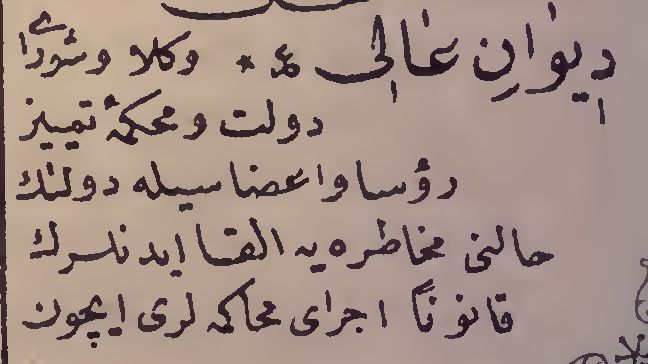 دیوانِ عالی * وکلا و شورای
دولت و محکمهٔ تمییز
رؤسا و اعضاسیله دولتك
حالنی مخاطره‌یه القا ایدنلرك
قانوناً اجرای محاکمه‌لری ایچون